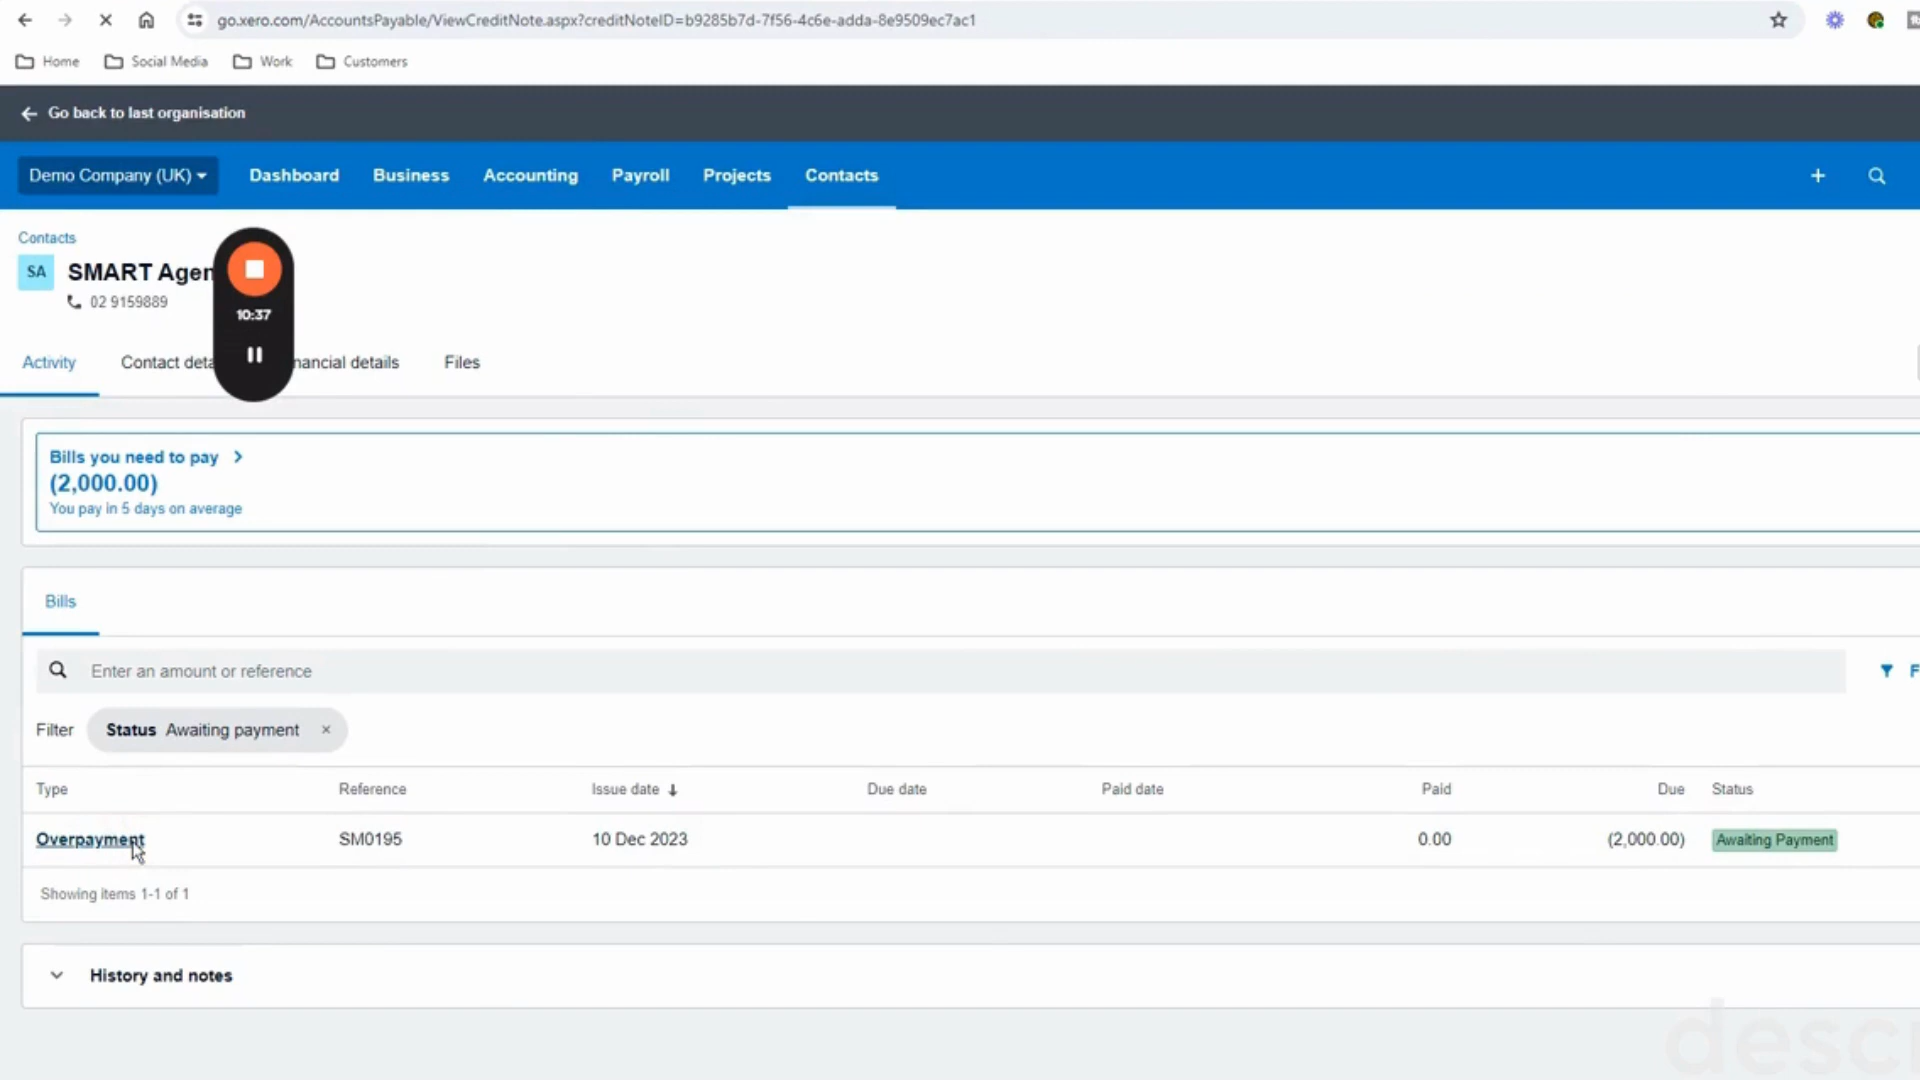 go.xero.com/AccountsPayable/ViewCreditNote.aspx?creditNoteID=b9285b7d-7f56-4c6e-adda-8e9509ec7ac1
Home Social Media Work Customers
Go back to last organisation
Demo Company (UK) Dashboard Business Accounting Payroll Projects Contacts
Contacts
SA SMART Agen
02 9159889
10:37
Activity Contact deta nancial details Files
Bills you need to pay
(2,000.00)
You pay in 5 days on average
Bills
Enter an amount or reference
F
Filter Status Awaiting payment ×
Type Reference Issue date Due date Paid date Paid Due Status
Overpayment SM0195 10 Dec 2023 0.00 (2,000.00) Awaiting Payment
Showing items 1-1 of 1
History and notes
descr